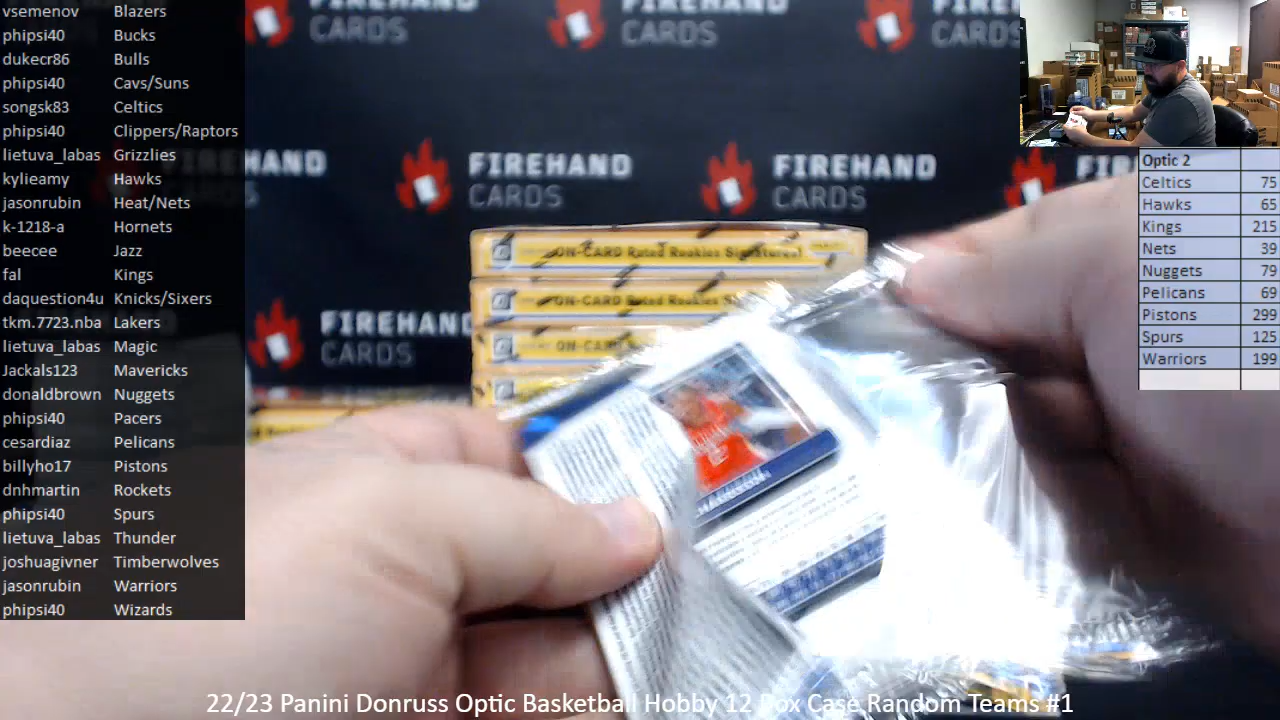 vsemenov Blazers
phipsi40 Bucks
dukecr86 Bulls
phipsi40 Cavs/Suns
songsk83 Celtics
phipsi40 Clippers/Raptors
lietuva_labas Grizzlies
kylieamy Hawks
jasonrubin Heat/Nets
k-1218-a Hornets
beecee Jazz
fal Kings
daquestion4u Knicks/Sixers
tkm.7723.nba Lakers
lietuva_labas Magic
Jackals123 Mavericks
donaldbrown Nuggets
phipsi40 Pacers
cesardiaz Pelicans
billyho17 Pistons
dnhmartin Rockets
phipsi40 Spurs
lietuva_labas Thunder
joshuagivner Timberwolves
jasonrubin Warriors
phipsi40 Wizards
CARDS
CARDS
CARDS
FIREHAND
CARDS
FIREHAND
CARDS
FIREHAND
CARDS
ON-CARD Rated Rookies Signatures!
ON-CARD Rated Rookies
ON-CARD
Optic 2
Celtics 75
Hawks 65
Kings 215
Nets 39
Nuggets 79
Pelicans 69
Pistons 299
Spurs 125
Warriors 199
22/23 Panini Donruss Optic Basketball Hobby 12 Box Case Random Teams #1